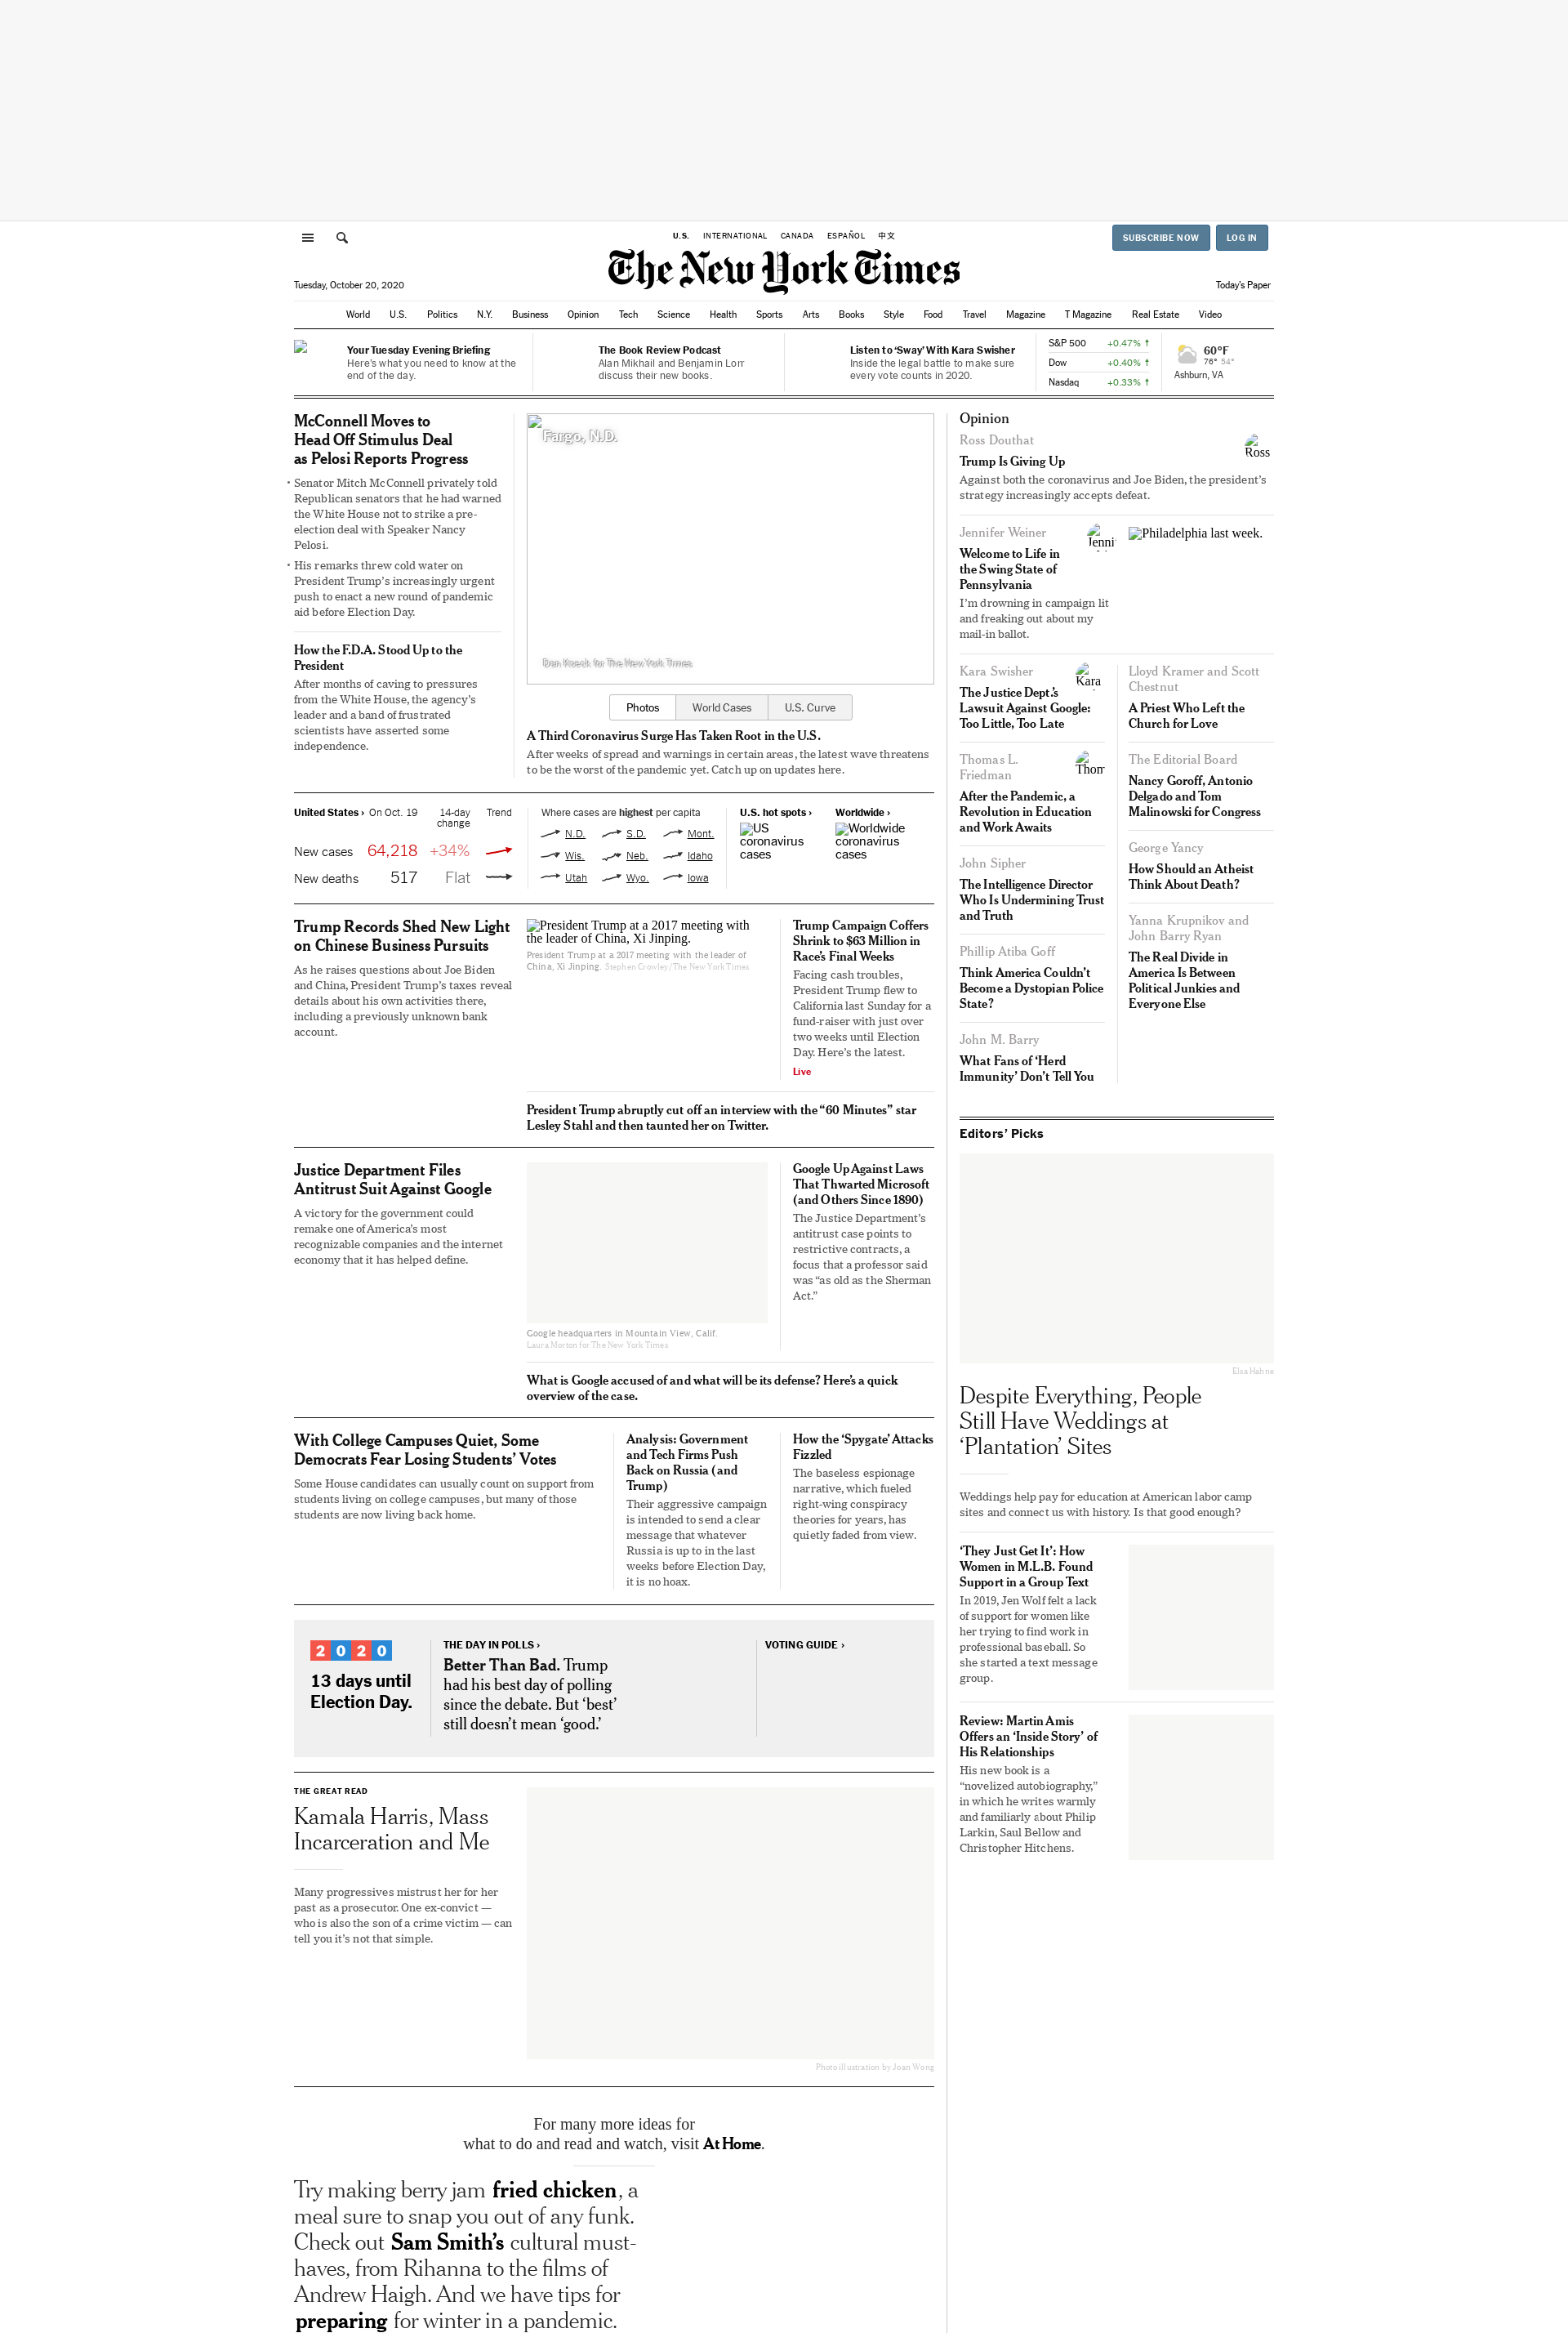 U.S. INTERNATIONAL CANADA ESPAÑOL 中文
SUBSCRIBE NOW LOG IN
The New York Times
Tuesday, October 20, 2020
Today's Paper
World U.S. Politics N.Y. Business Opinion Tech Science Health Sports Arts Books Style Food Travel Magazine T Magazine Real Estate Video
Your Tuesday Evening Briefing
Here's what you need to know at the
end of the day.
The Book Review Podcast
Alan Mikhail and Benjamin Lorr
discuss their new books.
Listen to ‘Sway’ With Kara Swisher
Inside the legal battle to make sure
every vote counts in 2020.
S&P 500 +0.47% ↑
Dow +0.40% ↑
Nasdaq +0.33% ↑
60°F
76° 54°
Ashburn, VA
McConnell Moves to
Head Off Stimulus Deal
as Pelosi Reports Progress
• Senator Mitch McConnell privately told
Republican senators that he had warned
the White House not to strike a pre-
election deal with Speaker Nancy
Pelosi.
• His remarks threw cold water on
President Trump’s increasingly urgent
push to enact a new round of pandemic
aid before Election Day.
How the F.D.A. Stood Up to the
President
After months of caving to pressures
from the White House, the agency’s
leader and a band of frustrated
scientists have asserted some
independence.
Fargo, N.D.
Dan Koeck for The New York Times
Photos World Cases U.S. Curve
A Third Coronavirus Surge Has Taken Root in the U.S.
After weeks of spread and warnings in certain areas, the latest wave threatens
to be the worst of the pandemic yet. Catch up on updates here.
United States › On Oct. 19 14-day
change Trend
New cases 64,218 +34%
New deaths 517 Flat
Where cases are highest per capita
N.D. S.D. Mont.
Wis. Neb. Idaho
Utah Wyo. Iowa
U.S. hot spots ›
US
coronavirus
cases
Worldwide ›
Worldwide
coronavirus
cases
Trump Records Shed New Light
on Chinese Business Pursuits
As he raises questions about Joe Biden
and China, President Trump’s taxes reveal
details about his own activities there,
including a previously unknown bank
account.
President Trump at a 2017 meeting with
the leader of China, Xi Jinping.
President Trump at a 2017 meeting with the leader of
China, Xi Jinping. Stephen Crowley/The New York Times
Trump Campaign Coffers
Shrink to $63 Million in
Race’s Final Weeks
Facing cash troubles,
President Trump flew to
California last Sunday for a
fund-raiser with just over
two weeks until Election
Day. Here’s the latest.
Live
President Trump abruptly cut off an interview with the “60 Minutes” star
Lesley Stahl and then taunted her on Twitter.
Justice Department Files
Antitrust Suit Against Google
A victory for the government could
remake one of America’s most
recognizable companies and the internet
economy that it has helped define.
Google headquarters in Mountain View, Calif.
Laura Morton for The New York Times
Google Up Against Laws
That Thwarted Microsoft
(and Others Since 1890)
The Justice Department’s
antitrust case points to
restrictive contracts, a
focus that a professor said
was “as old as the Sherman
Act.”
What is Google accused of and what will be its defense? Here’s a quick
overview of the case.
With College Campuses Quiet, Some
Democrats Fear Losing Students’ Votes
Some House candidates can usually count on support from
students living on college campuses, but many of those
students are now living back home.
Analysis: Government
and Tech Firms Push
Back on Russia (and
Trump)
Their aggressive campaign
is intended to send a clear
message that whatever
Russia is up to in the last
weeks before Election Day,
it is no hoax.
How the ‘Spygate’ Attacks
Fizzled
The baseless espionage
narrative, which fueled
right-wing conspiracy
theories for years, has
quietly faded from view.
2020
13 days until
Election Day.
THE DAY IN POLLS ›
Better Than Bad. Trump
had his best day of polling
since the debate. But ‘best’
still doesn’t mean ‘good.’
VOTING GUIDE ›
THE GREAT READ
Kamala Harris, Mass
Incarceration and Me
Many progressives mistrust her for her
past as a prosecutor. One ex-convict —
who is also the son of a crime victim — can
tell you it’s not that simple.
Photo illustration by Joan Wong
For many more ideas for
what to do and read and watch, visit At Home.
Try making berry jam fried chicken, a
meal sure to snap you out of any funk.
Check out Sam Smith’s cultural must-
haves, from Rihanna to the films of
Andrew Haigh. And we have tips for
preparing for winter in a pandemic.
Opinion
Ross Douthat
Ross
Trump Is Giving Up
Against both the coronavirus and Joe Biden, the president’s
strategy increasingly accepts defeat.
Jennifer Weiner
Welcome to Life in
the Swing State of
Pennsylvania
I’m drowning in campaign lit
and freaking out about my
mail-in ballot.
Philadelphia last week.
Kara Swisher
Kara
The Justice Dept.’s
Lawsuit Against Google:
Too Little, Too Late
Thomas L.
Friedman
After the Pandemic, a
Revolution in Education
and Work Awaits
John Sipher
The Intelligence Director
Who Is Undermining Trust
and Truth
Phillip Atiba Goff
Think America Couldn’t
Become a Dystopian Police
State?
John M. Barry
What Fans of ‘Herd
Immunity’ Don’t Tell You
Lloyd Kramer and Scott
Chestnut
A Priest Who Left the
Church for Love
The Editorial Board
Nancy Goroff, Antonio
Delgado and Tom
Malinowski for Congress
George Yancy
How Should an Atheist
Think About Death?
Yanna Krupnikov and
John Barry Ryan
The Real Divide in
America Is Between
Political Junkies and
Everyone Else
Editors’ Picks
Elsa Hahne
Despite Everything, People
Still Have Weddings at
‘Plantation’ Sites
Weddings help pay for education at American labor camp
sites and connect us with history. Is that good enough?
‘They Just Get It’: How
Women in M.L.B. Found
Support in a Group Text
In 2019, Jen Wolf felt a lack
of support for women like
her trying to find work in
professional baseball. So
she started a text message
group.
Review: Martin Amis
Offers an ‘Inside Story’ of
His Relationships
His new book is a
“novelized autobiography,”
in which he writes warmly
and familiarly about Philip
Larkin, Saul Bellow and
Christopher Hitchens.